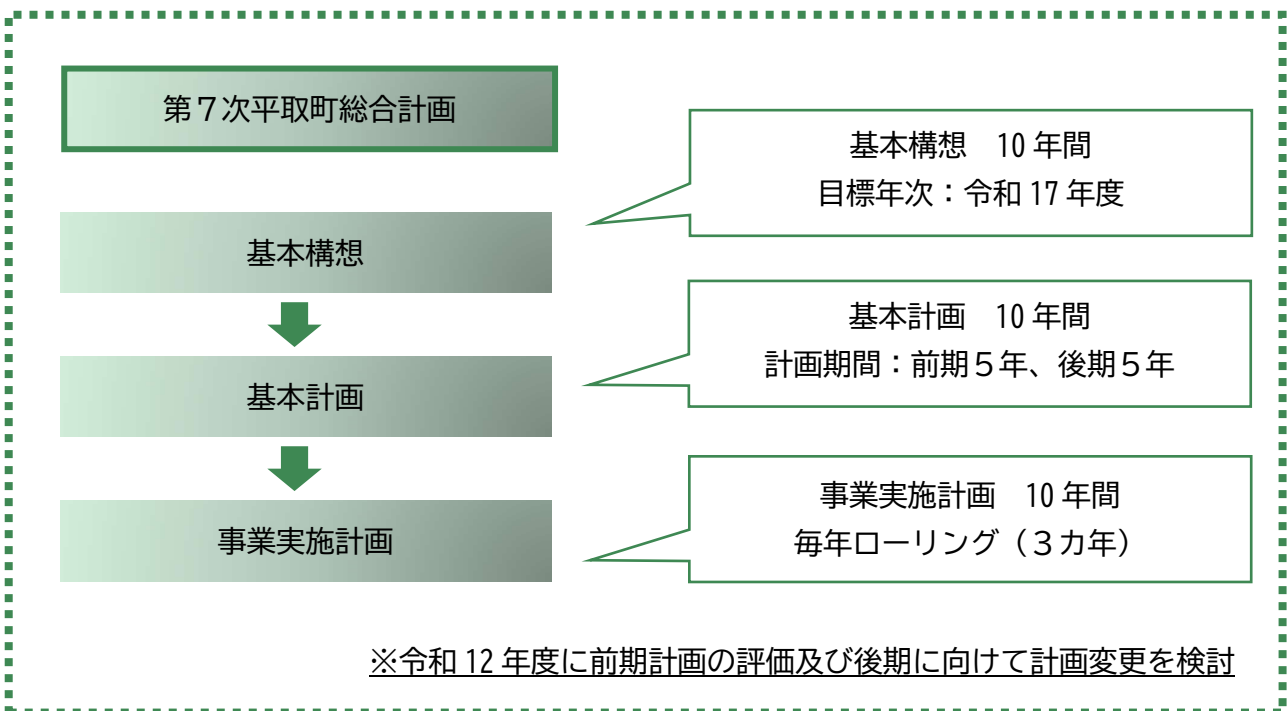 第７次平取町総合計画
基本構想　10 年間
目標年次：令和 17 年度
基本構想
基本計画　10 年間
計画期間：前期５年、後期５年
基本計画
事業実施計画　10 年間
毎年ローリング（３カ年）
事業実施計画
※令和 12 年度に前期計画の評価及び後期に向けて計画変更を検討